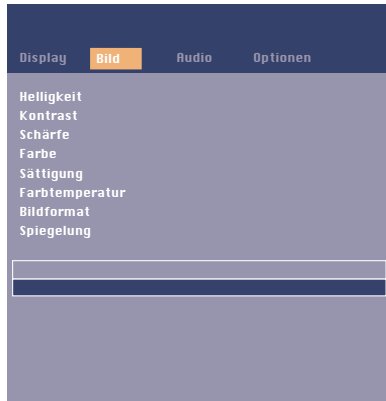 Display Bild Audio Optionen
Helligkeit
Kontrast
Schärfe
Farbe
Sättigung
Farbtemperatur
Bildformat
Spiegelung